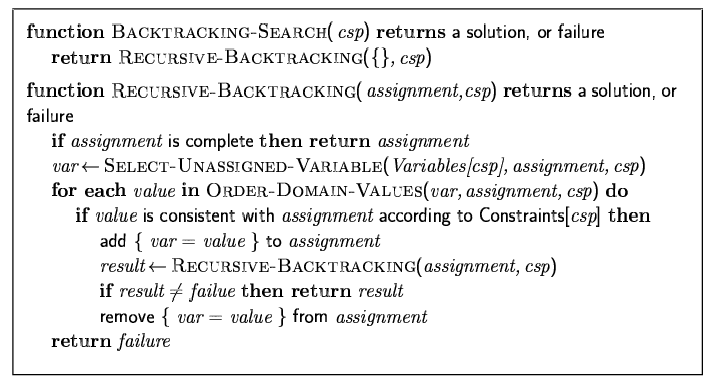 function BACKTRACKING-SEARCH( csp) returns a solution, or failure
return RECURSIVE-BACKTRACKING({}, csp)
function RECURSIVE-BACKTRACKING( assignment,csp) returns a solution, or
failure
if assignment is complete then return assignment
var ← SELECT-UNASSIGNED-VARIABLE( Variables[csp], assignment, csp)
for each value in ORDER-DOMAIN-VALUES(var, assignment, csp) do
if value is consistent with assignment according to Constraints[csp] then
add { var = value } to assignment
result ← RECURSIVE-BACKTRACKING(assignment, csp)
if result ≠ failue then return result
remove { var = value } from assignment
return failure